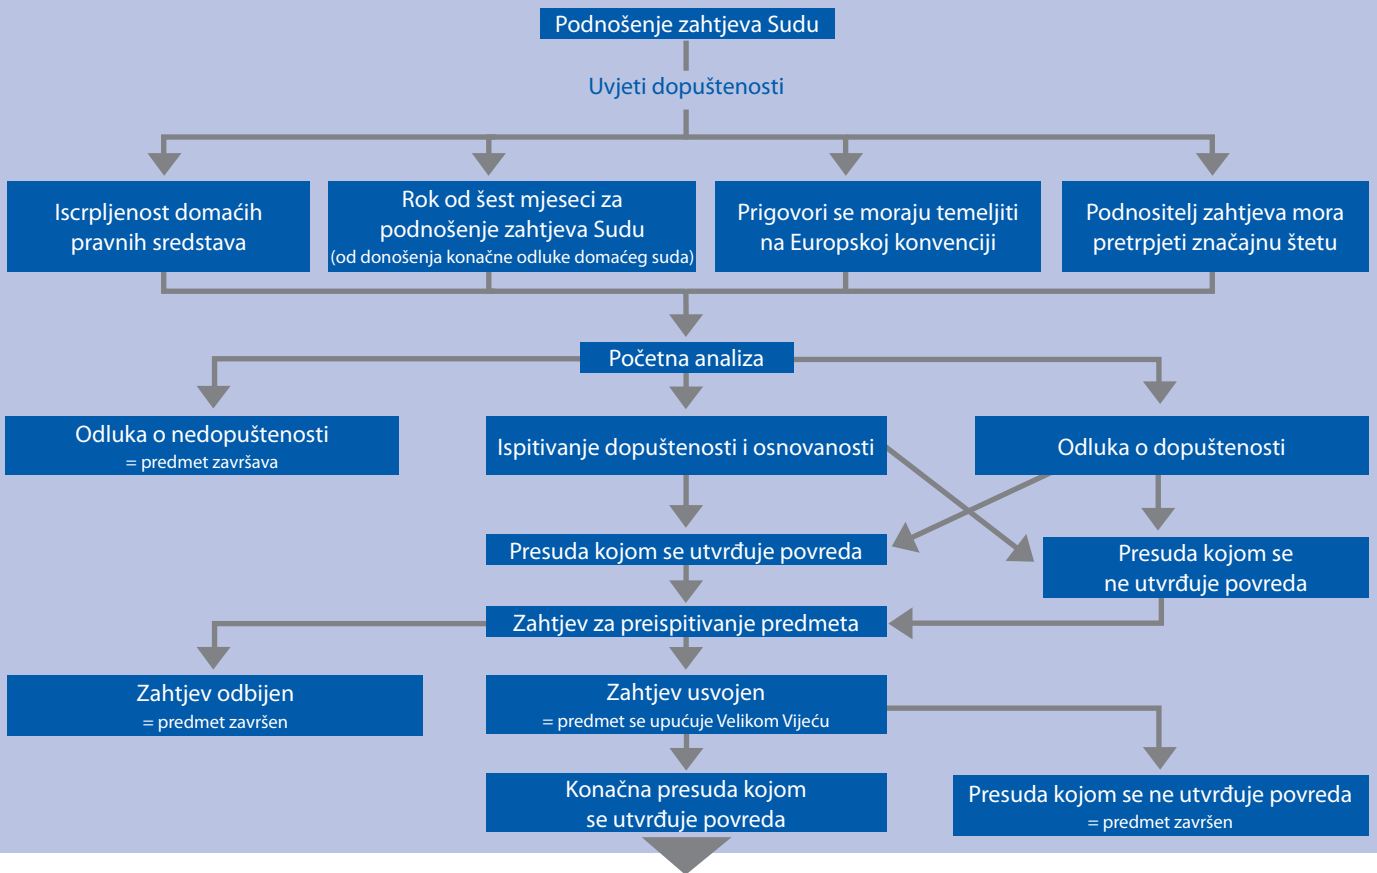 Podnošenje zahtjeva Sudu
Uvjeti dopuštenosti
Iscrpljenost domaćih
pravnih sredstava
Rok od šest mjeseci za
podnošenje zahtjeva Sudu
(od donošenja konačne odluke domaćeg suda)
Prigovori se moraju temeljiti
na Europskoj konvenciji
Podnositelj zahtjeva mora
pretrpjeti značajnu štetu
Početna analiza
Odluka o nedopuštenosti
= predmet završava
Ispitivanje dopuštenosti i osnovanosti
Odluka o dopuštenosti
Presuda kojom se utvrđuje povreda
Presuda kojom se
ne utvrđuje povreda
Zahtjev za preispitivanje predmeta
Zahtjev odbijen
= predmet završen
Zahtjev usvojen
= predmet se upućuje Velikom Vijeću
Konačna presuda kojom
se utvrđuje povreda
Presuda kojom se ne utvrđuje povreda
= predmet završen